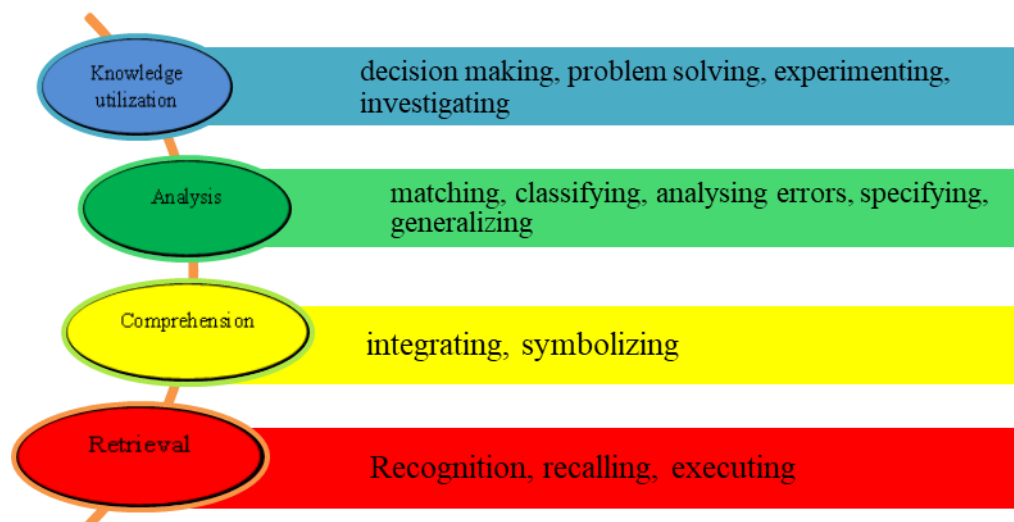 Knowledge
utilization
decision making, problem solving, experimenting,
investigating
Analysis
matching, classifying, analysing errors, specifying,
generalizing
Comprehension
integrating, symbolizing
Retrieval
Recognition, recalling, executing